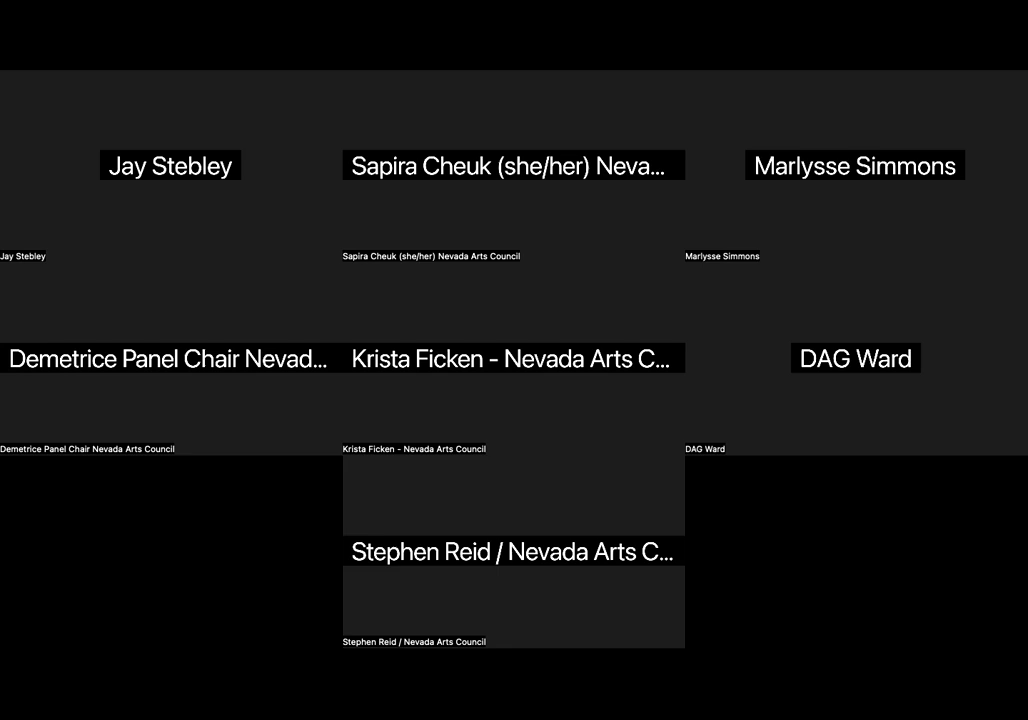 Jay Stebley
Sapira Cheuk (she/her) Neva...
Marlysse Simmons
Jay Stebley
Sapira Cheuk (she/her) Nevada Arts Council
Marlysse Simmons
Demetrice Panel Chair Nevad...
Krista Ficken - Nevada Arts C...
DAG Ward
Demetrice Panel Chair Nevada Arts Council
Krista Ficken - Nevada Arts Council
DAG Ward
Stephen Reid / Nevada Arts C...
Stephen Reid / Nevada Arts Council